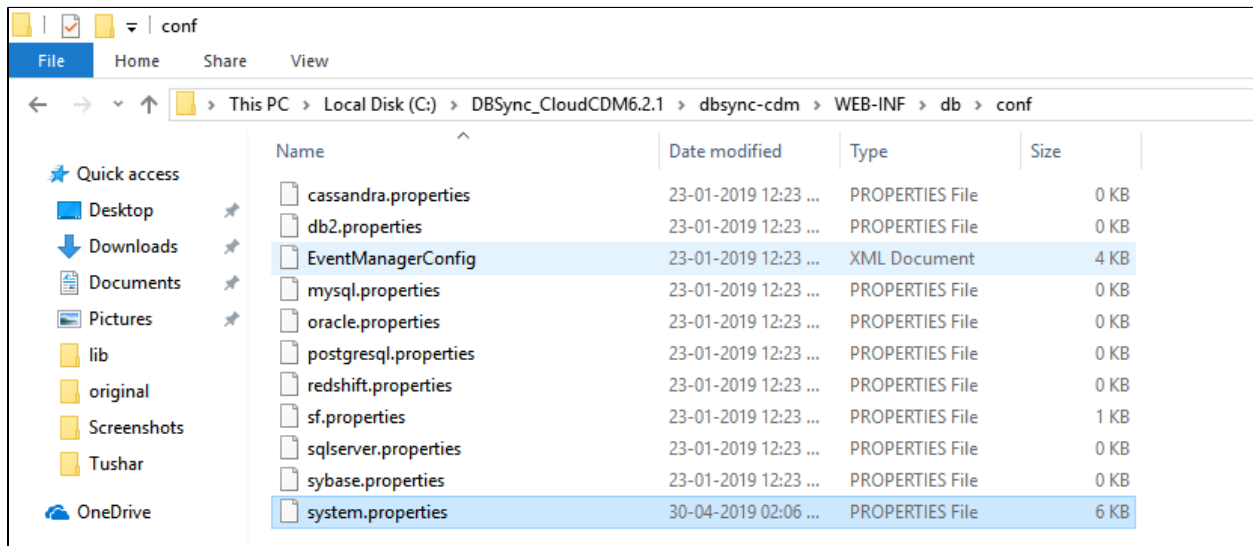 conf
File Home Share View
This PC > Local Disk (C:) > DBSync_CloudCDM6.2.1 > dbsync-cdm > WEB-INF > db > conf
Name Date modified Type Size
Quick access
Desktop
Downloads
Documents
Pictures
lib
original
Screenshots
Tushar
OneDrive
cassandra.properties 23-01-2019 12:23 ... PROPERTIES File 0 KB
db2.properties 23-01-2019 12:23 ... PROPERTIES File 0 KB
EventManagerConfig 23-01-2019 12:23 ... XML Document 4 KB
mysql.properties 23-01-2019 12:23 ... PROPERTIES File 0 KB
oracle.properties 23-01-2019 12:23 ... PROPERTIES File 0 KB
postgresql.properties 23-01-2019 12:23 ... PROPERTIES File 0 KB
redshift.properties 23-01-2019 12:23 ... PROPERTIES File 0 KB
sf.properties 23-01-2019 12:23 ... PROPERTIES File 1 KB
sqlserver.properties 23-01-2019 12:23 ... PROPERTIES File 0 KB
sybase.properties 23-01-2019 12:23 ... PROPERTIES File 0 KB
system.properties 30-04-2019 02:06 ... PROPERTIES File 6 KB